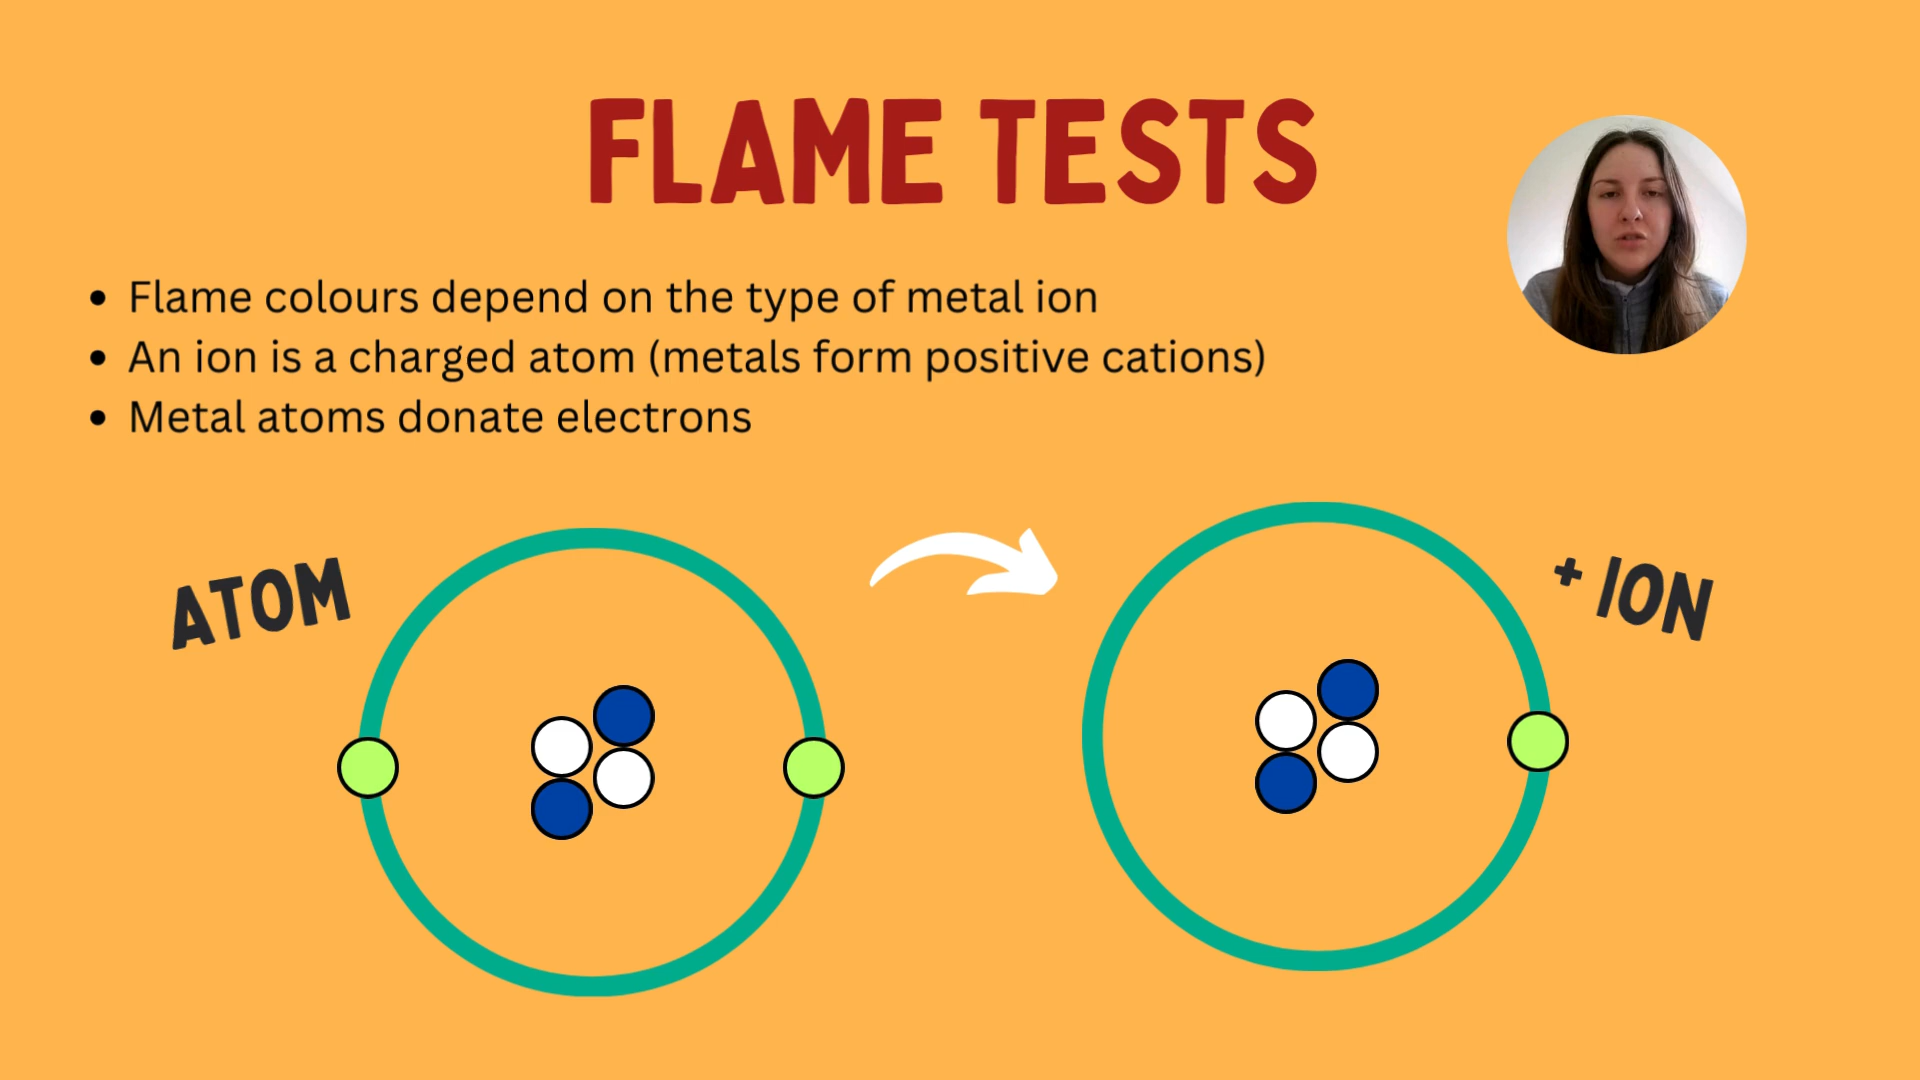 FLAME TESTS
• Flame colours depend on the type of metal ion
• An ion is a charged atom (metals form positive cations)
• Metal atoms donate electrons
ATOM
+ ION